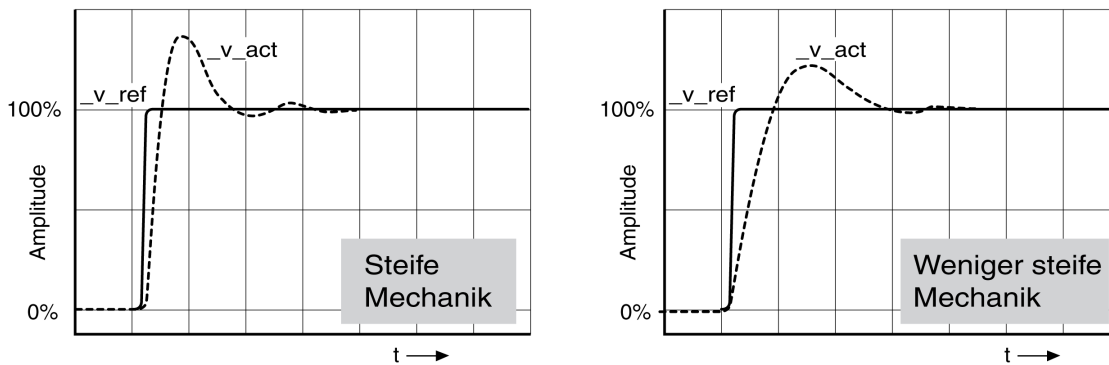 _v_act
_v_ref
100%
Amplitude
0%
Steife
Mechanik
t
_v_act
_v_ref
100%
Amplitude
0%
Weniger steife
Mechanik
t